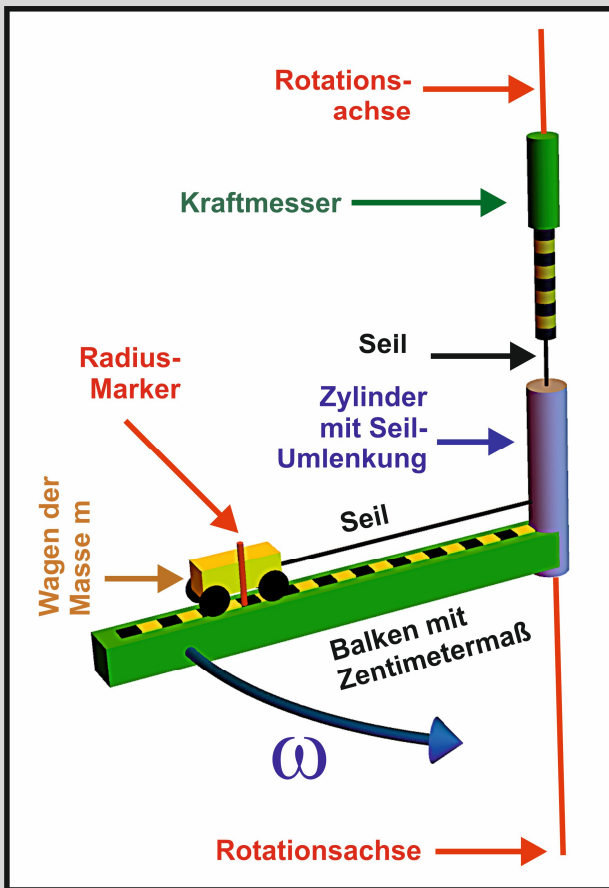 Rotations-
achse
Kraftmesser
Seil
Radius-
Marker
Zylinder
mit Seil-
Umlenkung
Wagen der
Masse m
Seil
Balken mit
Zentimetermaß
ω
Rotationsachse